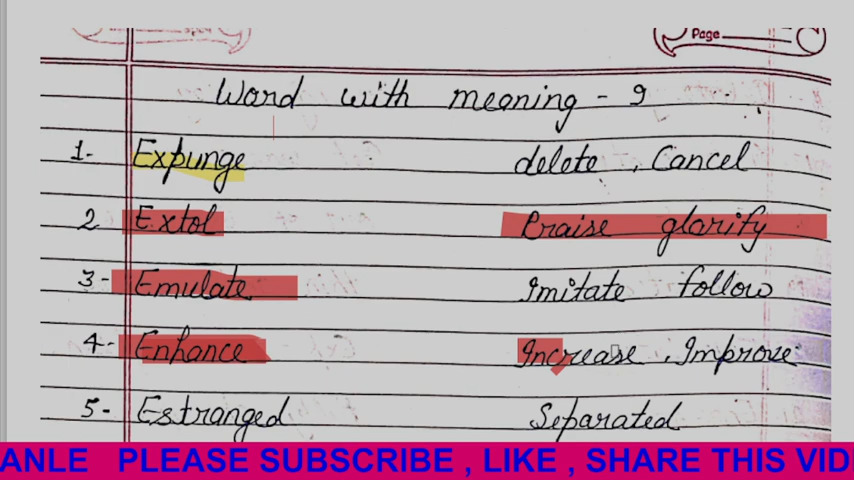 Page
Word with meaning - 9
1- Expunge delete , Cancel
2 Extol Praise glarify
3- Emulate Imitate follow
4- Enhance Increase , Improve
5- Estranged Separated
ANLE PLEASE SUBSCRIBE , LIKE , SHARE THIS VID